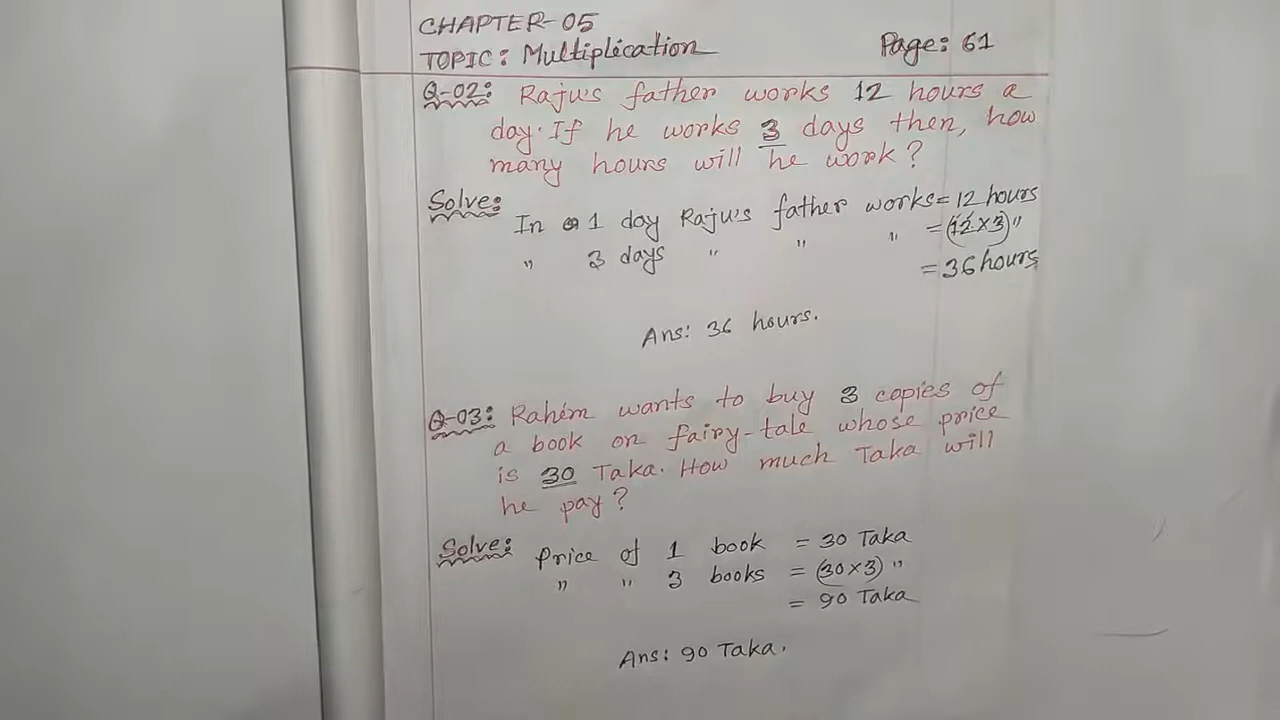 CHAPTER-05
TOPIC: Multiplication Page: 61
Q-02: Raju's father works 12 hours a
day. If he works 3 days then, how
many hours will he work?
Solve:
In 1 day Raju's father works = 12 hours
" 3 days " " " = (12×3) "
= 36 hours
Ans: 36 hours.
Q-03: Rahim wants to buy 3 copies of
a book on fairy-tale whose price
is 30 Taka. How much Taka will
he pay?
Solve: Price of 1 book = 30 Taka
" " 3 books = (30×3) "
= 90 Taka
Ans: 90 Taka.